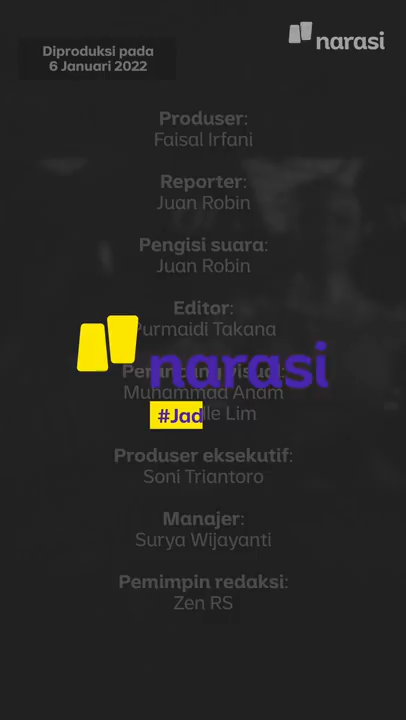 Diproduksi pada
6 Januari 2022
narasi
Produser:
Faisal Irfani
Reporter:
Juan Robin
Pengisi suara:
Juan Robin
Editor:
Purmaidi Takana
narasi
Muhammad Anam
#Jad
Lim
Produser eksekutif:
Soni Triantoro
Manajer:
Surya Wijayanti
Pemimpin redaksi:
Zen RS